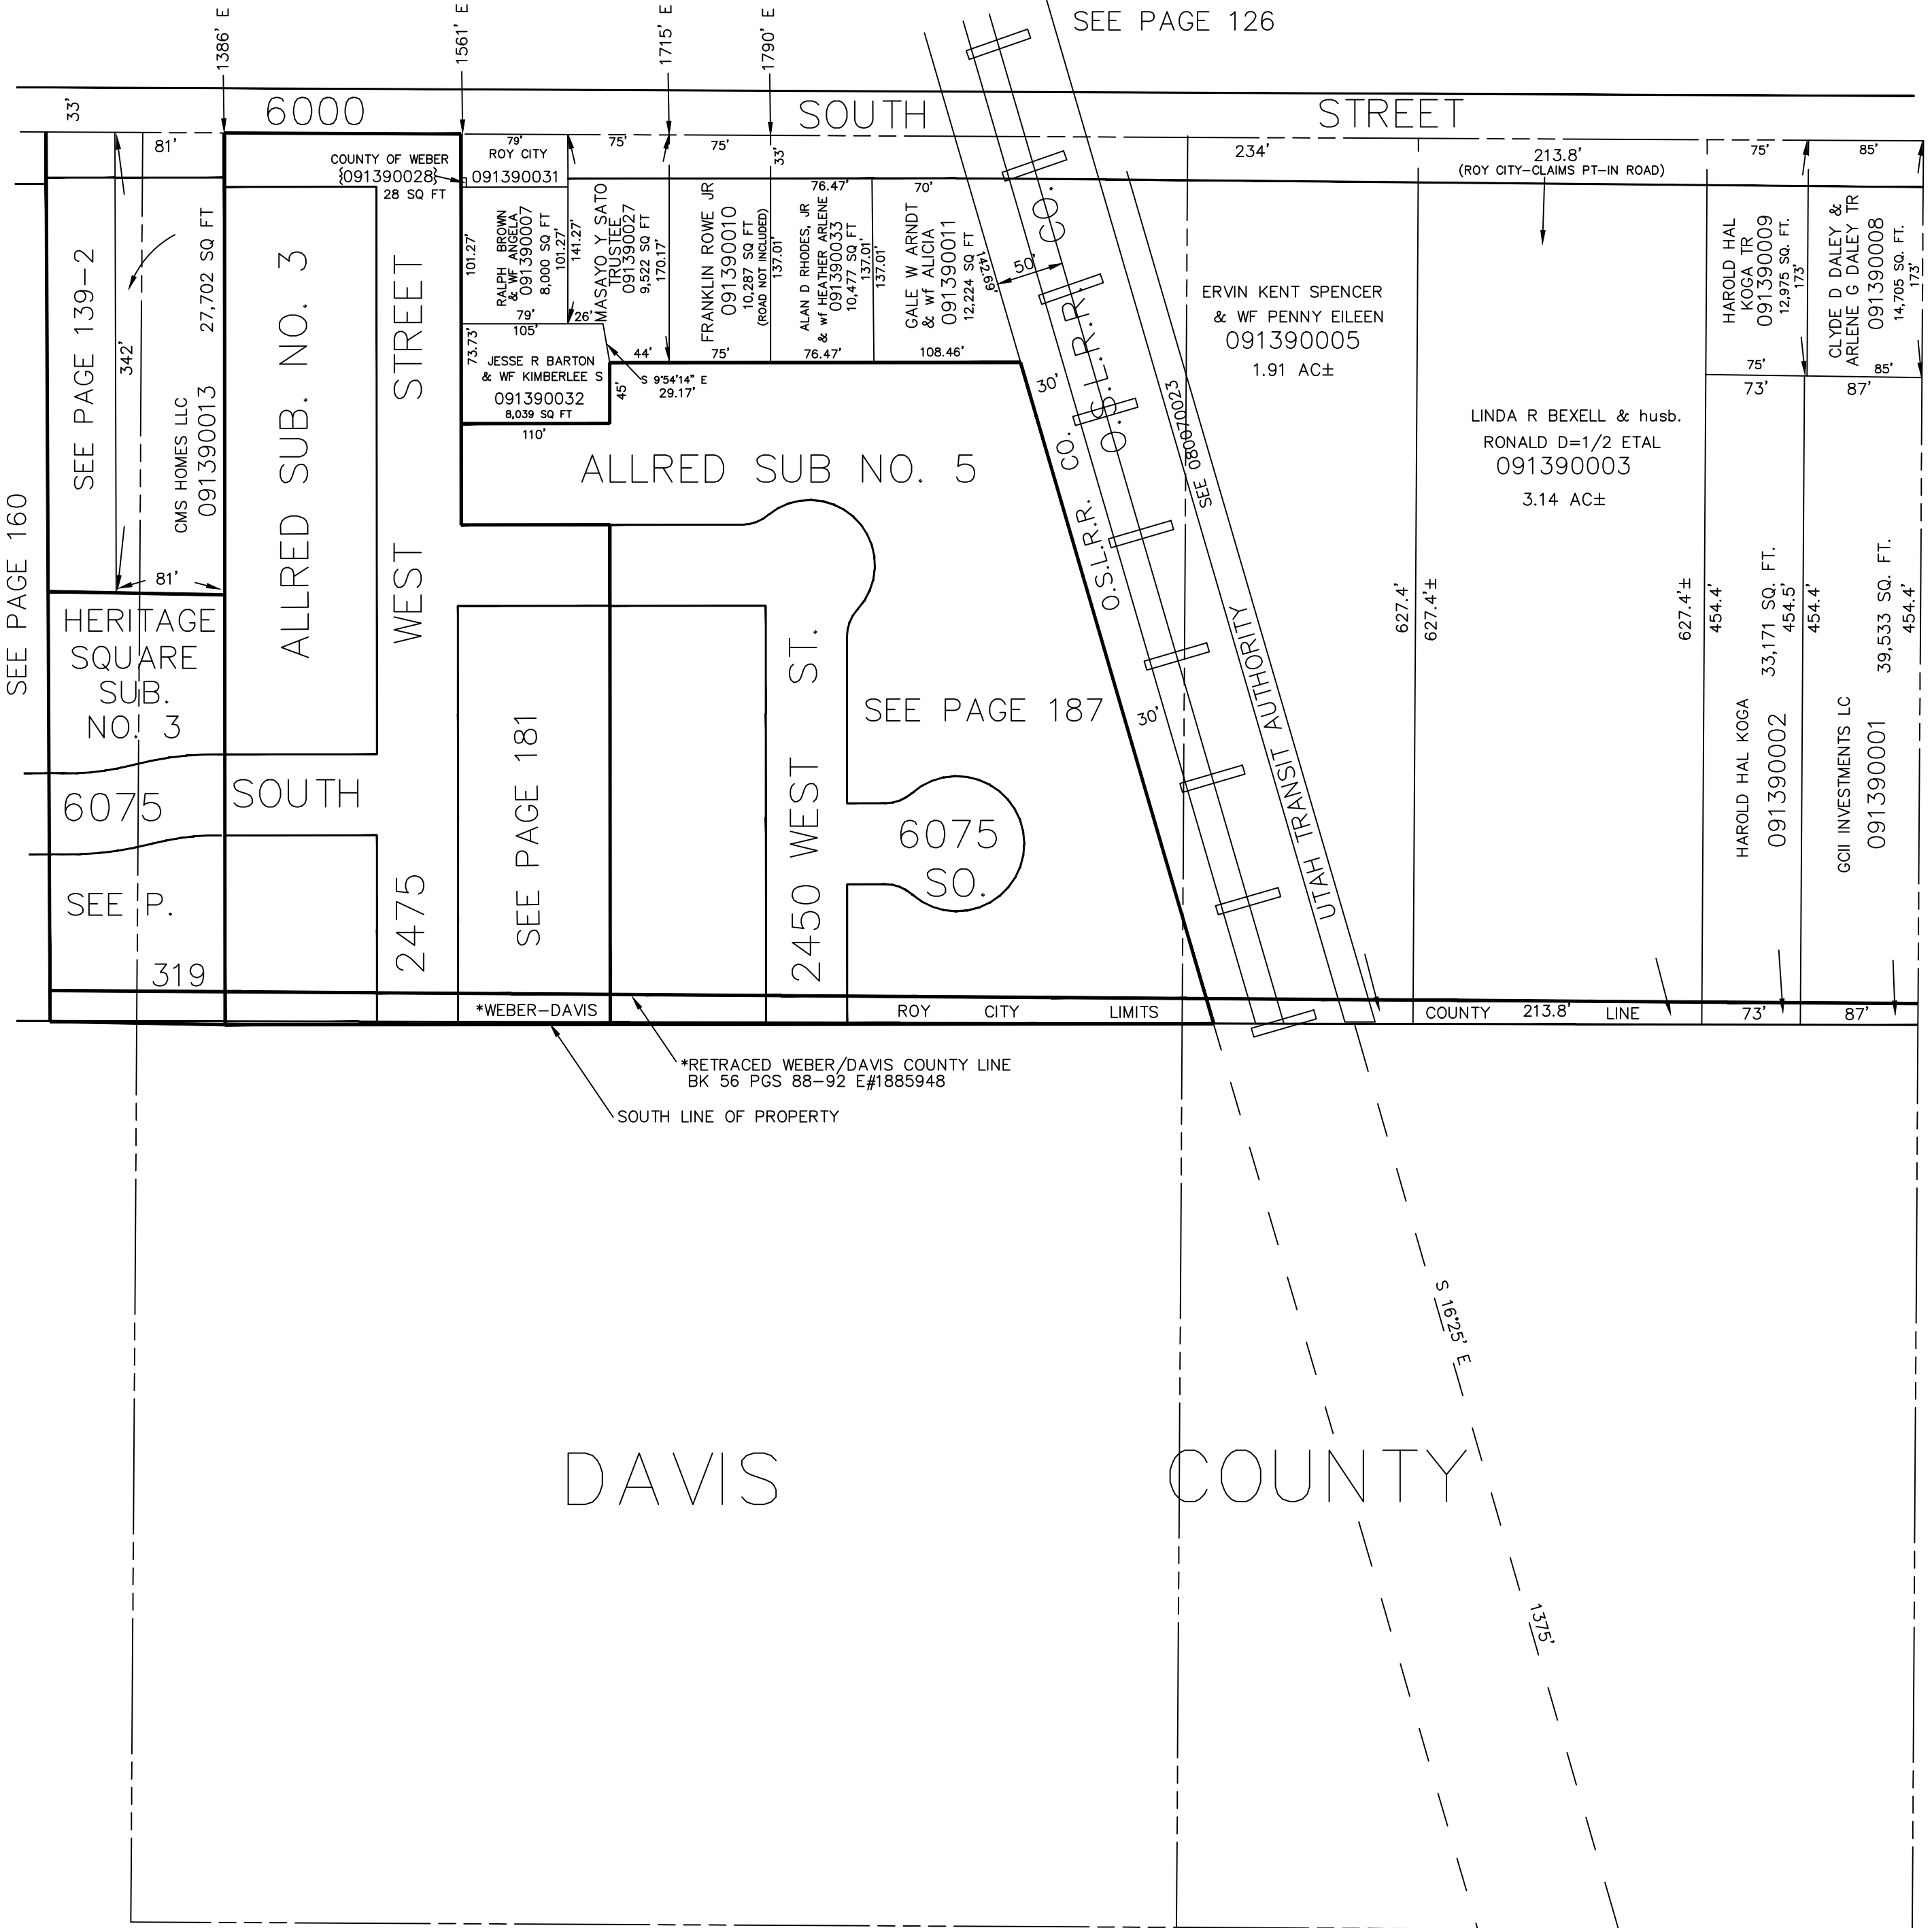 SEE PAGE 126
1386' E
1561' E
1715' E
1790' E
6000 SOUTH STREET
33'
81'
SEE PAGE 160
SEE PAGE 139-2
342'
CMS HOMES LLC
091390013
27,702 SQ FT
81'
HERITAGE
SQUARE
SUB.
NO. 3
6075 SOUTH
SEE P.
319
ALLRED SUB. NO. 3
2475 WEST STREET
COUNTY OF WEBER
{091390028}
28 SQ FT
79'
ROY CITY
091390031
101.27'
RALPH BROWN
& WF ANGELA
091390007
8,000 SQ FT
101.27'
79'
141.27'
75'
MASAYO Y SATO
TRUSTEE
091390027
9,522 SQ FT
170.17'
26'
44'
105'
73.73'
JESSE R BARTON
& WF KIMBERLEE S
091390032
8,039 SQ FT
110'
45'
S 9°54'14" E
29.17'
75'
33'
FRANKLIN ROWE JR
091390010
10,287 SQ FT
(ROAD NOT INCLUDED)
137.01'
75'
76.47'
ALAN D RHODES, JR
& wf HEATHER ARLENE
091390033
10,477 SQ FT
137.01'
76.47'
137.01'
70'
GALE W ARNDT
& wf ALICIA
091390011
12,224 SQ FT
142.69'
108.46'
ALLRED SUB NO. 5
SEE PAGE 181
2450 WEST ST.
SEE PAGE 187
6075
SO.
50'
O.S.L.R.R. CO.
O.S.L.R.R. CO.
30'
30'
SEE 080070023
UTAH TRANSIT AUTHORITY
234'
ERVIN KENT SPENCER
& WF PENNY EILEEN
091390005
1.91 AC±
627.4'
627.4'±
213.8'
(ROY CITY-CLAIMS PT-IN ROAD)
LINDA R BEXELL & husb.
RONALD D=1/2 ETAL
091390003
3.14 AC±
627.4'±
75'
HAROLD HAL
KOGA TR
091390009
12,975 SQ. FT.
173'
75'
73'
85'
CLYDE D DALEY &
ARLENE G DALEY TR
091390008
14,705 SQ. FT.
173'
85'
87'
454.4'
HAROLD HAL KOGA
091390002
33,171 SQ. FT.
454.5'
454.4'
GCII INVESTMENTS LC
091390001
39,533 SQ. FT.
454.4'
*WEBER-DAVIS ROY CITY LIMITS COUNTY 213.8' LINE 73' 87'
*RETRACED WEBER/DAVIS COUNTY LINE
BK 56 PGS 88-92 E#1885948
SOUTH LINE OF PROPERTY
S 16°25' E
1375'
DAVIS COUNTY